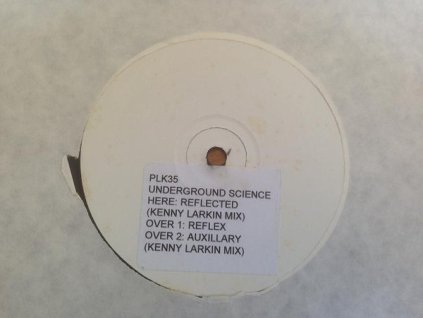 PLK35
UNDERGROUND SCIENCE
HERE: REFLECTED
(KENNY LARKIN MIX)
OVER 1: REFLEX
OVER 2: AUXILLARY
(KENNY LARKIN MIX)